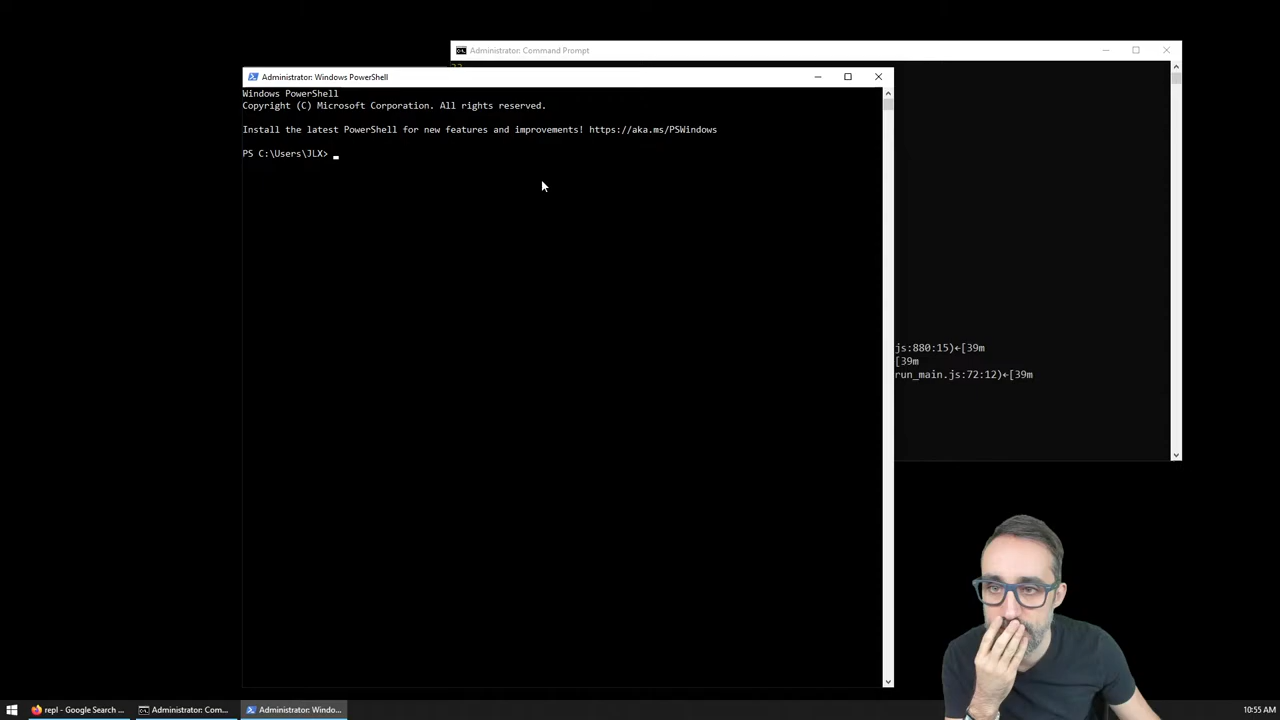 Administrator: Command Prompt
Administrator: Windows PowerShell
Windows PowerShell
Copyright (C) Microsoft Corporation. All rights reserved.
Install the latest PowerShell for new features and improvements! https://aka.ms/PSWindows
PS C:\Users\JLX>
js:880:15)←[39m
[39m
run_main.js:72:12)←[39m
repl - Google Search ...
Administrator: Com...
Administrator: Windo...
10:55 AM